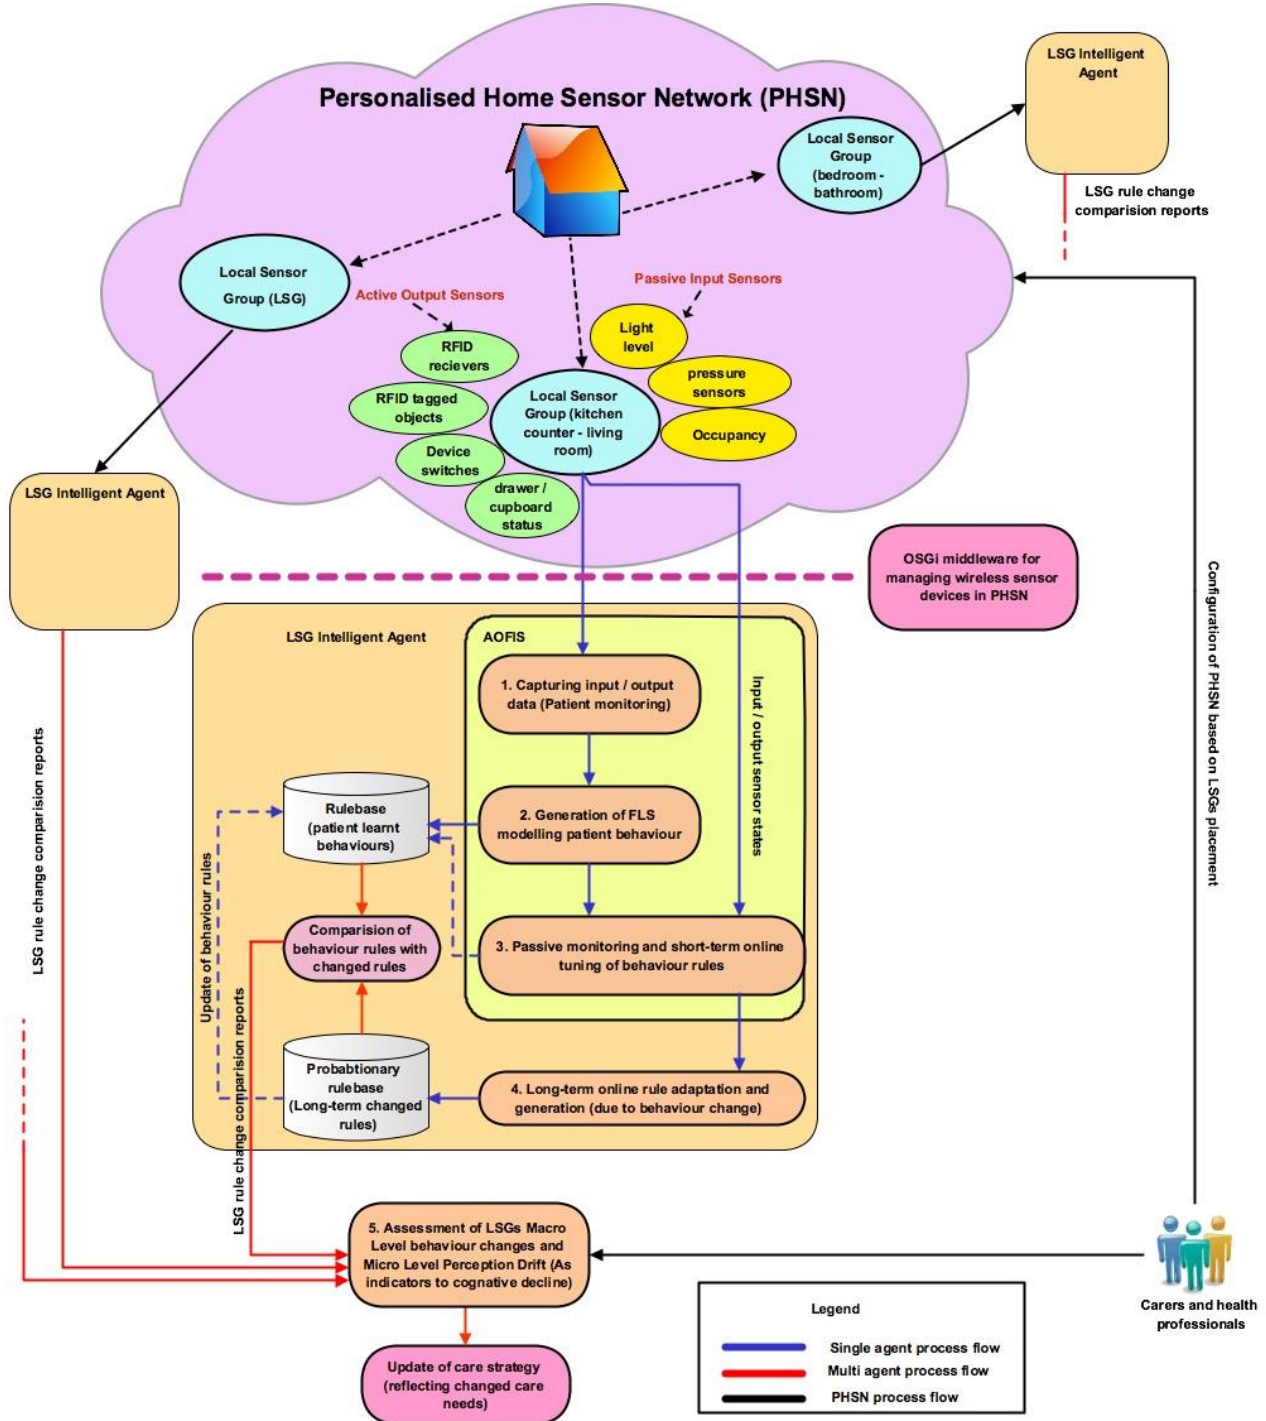 Personalised Home Sensor Network (PHSN)
LSG Intelligent
Agent
Local Sensor
Group
(bedroom -
bathroom)
LSG rule change
comparision reports
Local Sensor
Group (LSG)
Active Output Sensors
Passive Input Sensors
RFID
recievers
RFID tagged
objects
Device
switches
drawer /
cupboard
status
Local Sensor
Group (kitchen
counter - living
room)
Light
level
pressure
sensors
Occupancy
LSG Intelligent Agent
OSGi middleware for
managing wireless sensor
devices in PHSN
Configuration of PHSN based on LSGs placement
LSG Intelligent Agent
AOFIS
1. Capturing input / output
data (Patient monitoring)
Input / output sensor states
2. Generation of FLS
modelling patient behaviour
Rulebase
(patient learnt
behaviours)
3. Passive monitoring and short-term online
tuning of behaviour rules
Comparision of
behaviour rules with
changed rules
Update of behaviour rules
LSG rule change comparision reports
LSG rule change comparision reports
Probabtionary
rulebase
(Long-term changed
rules)
4. Long-term online rule adaptation and
generation (due to behaviour change)
5. Assessment of LSGs Macro
Level behaviour changes and
Micro Level Perception Drift (As
indicators to cognative decline)
Update of care strategy
(reflecting changed care
needs)
Carers and health
professionals
Legend
Single agent process flow
Multi agent process flow
PHSN process flow